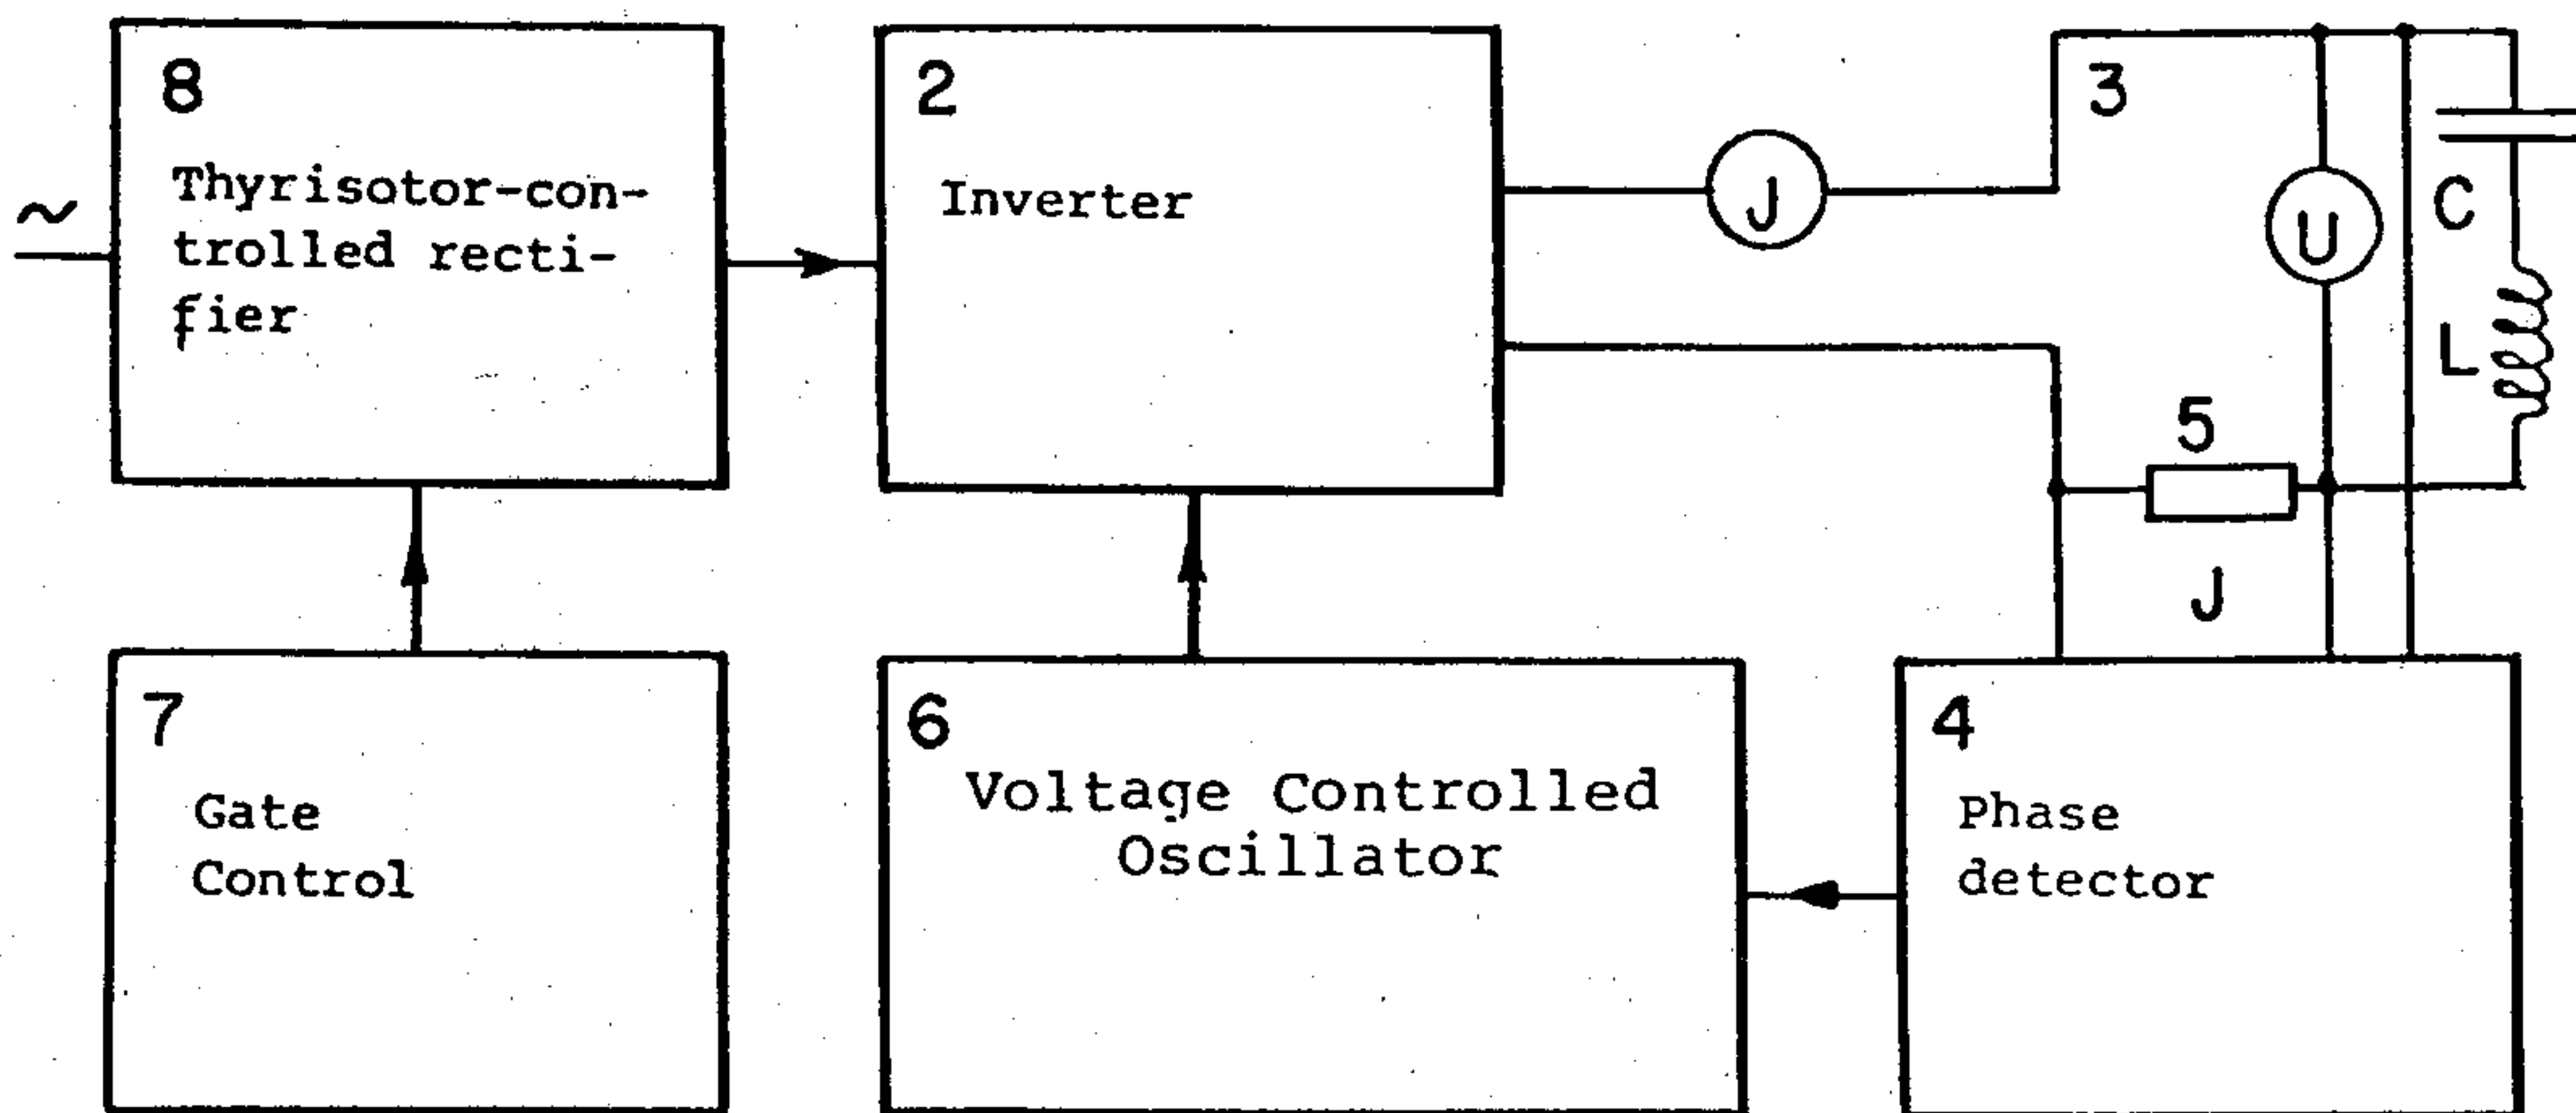 8
Thyrisotor-con-
trolled recti-
fier
~
2
Inverter
J
3
U
C
L
5
J
7
Gate
Control
6
Voltage Controlled
Oscillator
4
Phase
detector